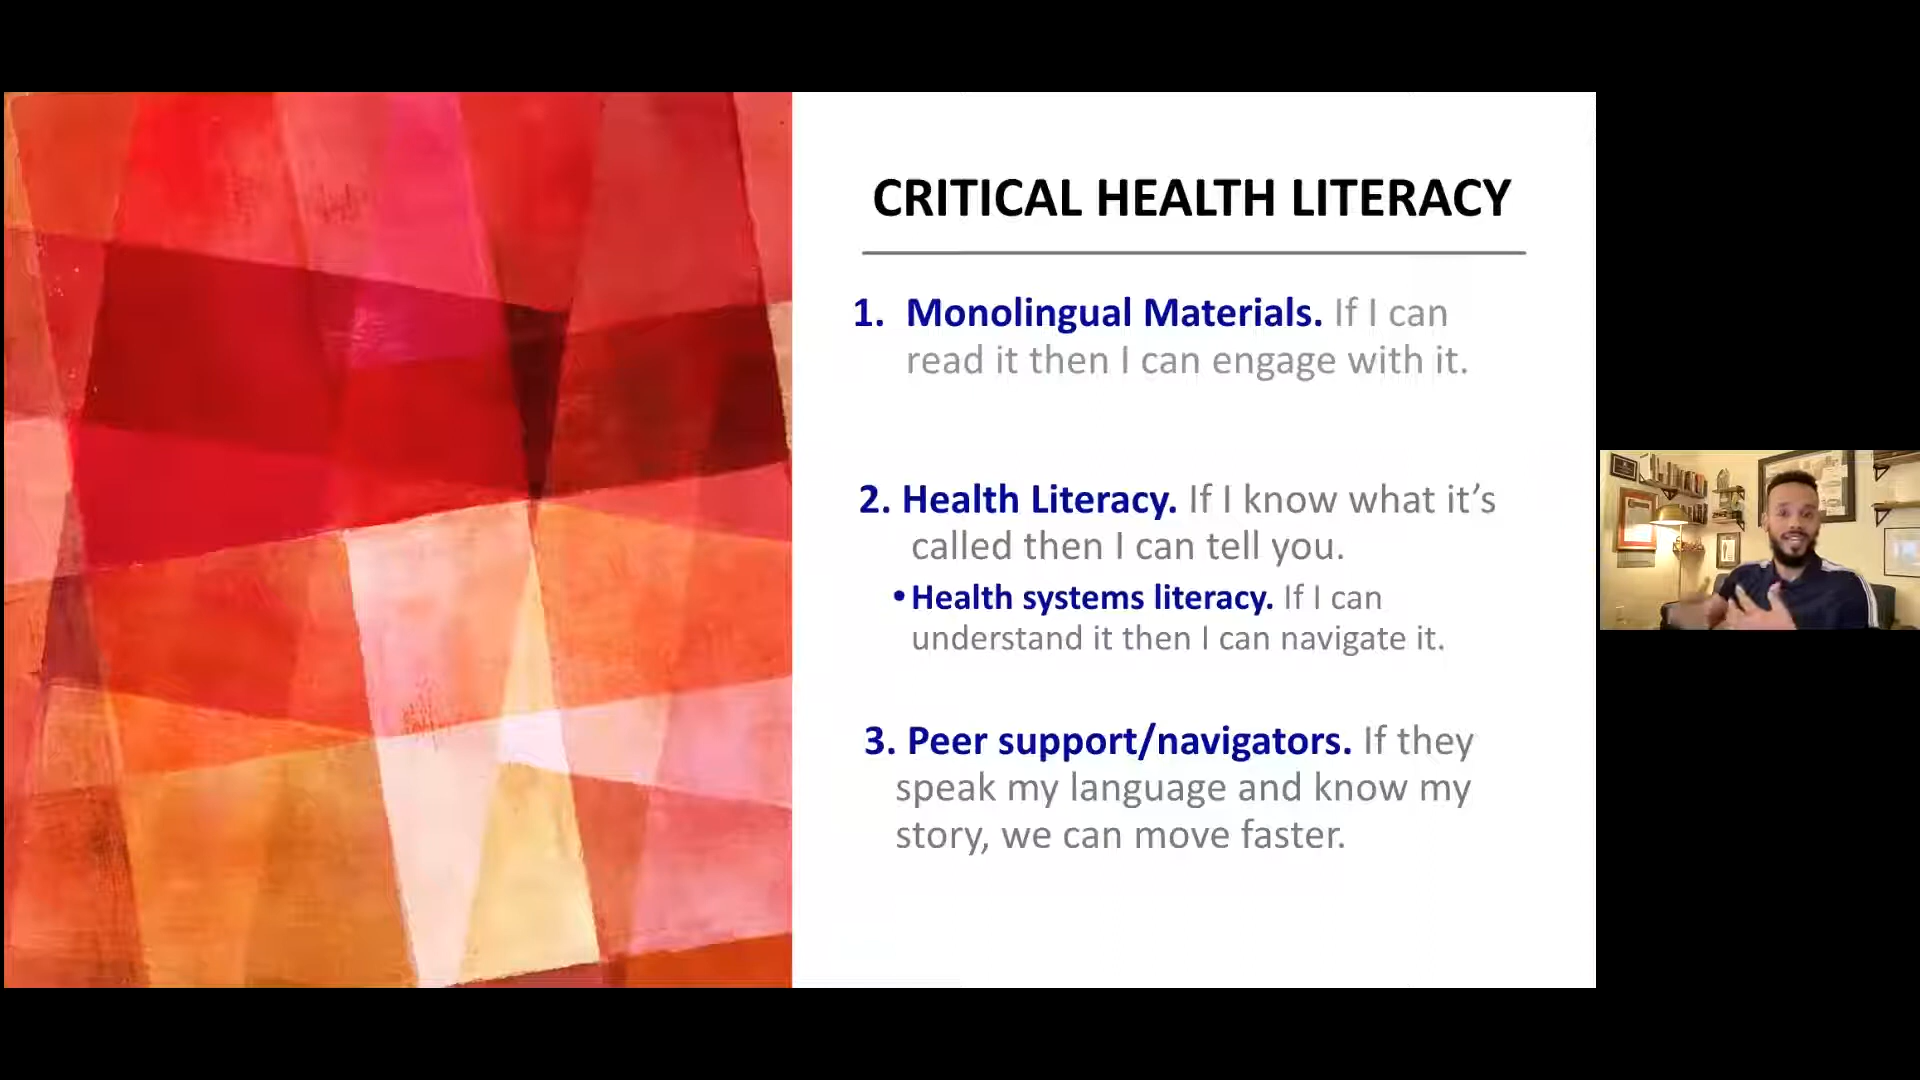 CRITICAL HEALTH LITERACY
1. Monolingual Materials. If I can
read it then I can engage with it.
2. Health Literacy. If I know what it’s
called then I can tell you.
• Health systems literacy. If I can
understand it then I can navigate it.
3. Peer support/navigators. If they
speak my language and know my
story, we can move faster.